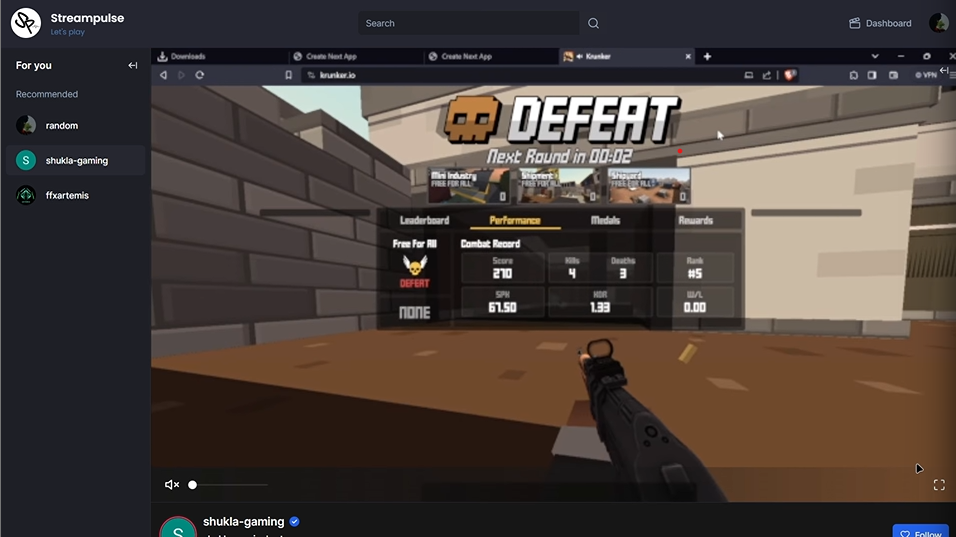 Streampulse
Let's play
Search
Dashboard
For you
Recommended
random
S shukla-gaming
ffxartemis
Downloads
Create Next App
Create Next App
Krunker
krunker.io
VPN
DEFEAT
Next Round in 00:02
Mini Industry
FREE FOR ALL
0
Shipment
FREE FOR ALL
0
Shipyard
FREE FOR ALL
0
Leaderboard Performance Medals Rewards
Free For All
DEFEAT
NONE
Combat Record
Score Kills Deaths Rank
270 4 3 #5
SPK KDR W/L
67.50 1.33 0.00
S
shukla-gaming
Follow